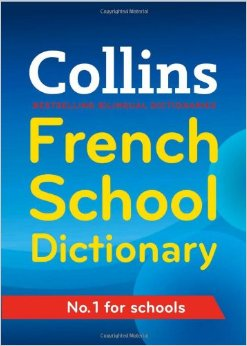 Collins
BESTSELLING BILINGUAL DICTIONARIES
French
School
Dictionary
No.1 for schools